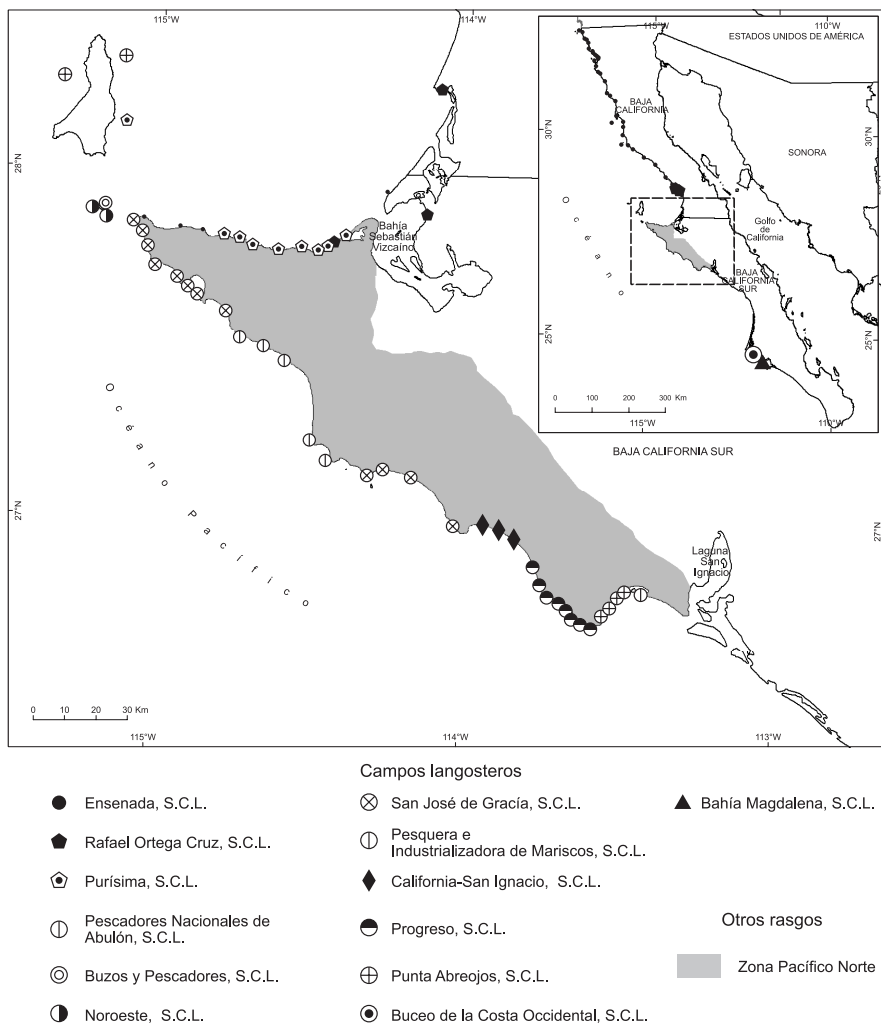 115°W
114°W
28°N
27°N
Bahía
Sebastián
Vizcaíno
Océano Pacífico
BAJA CALIFORNIA SUR
Laguna
San
Ignacio
27°N
0 10 20 30 Km
115°W
114°W
113°W
115°W
110°W
ESTADOS UNIDOS DE AMÉRICA
BAJA
CALIFORNIA
30°N
30°N
SONORA
Océano
Golfo
de
California
BAJA
CALIFORNIA
SUR
25°N
25°N
0 100 200 300 Km
115°W
110°W
Campos langosteros
Ensenada, S.C.L.
Rafael Ortega Cruz, S.C.L.
Purísima, S.C.L.
Pescadores Nacionales de
Abulón, S.C.L.
Buzos y Pescadores, S.C.L.
Noroeste, S.C.L.
San José de Gracía, S.C.L.
Pesquera e
Industrializadora de Mariscos, S.C.L.
California-San Ignacio, S.C.L.
Progreso, S.C.L.
Punta Abreojos, S.C.L.
Buceo de la Costa Occidental, S.C.L.
Bahía Magdalena, S.C.L.
Otros rasgos
Zona Pacífico Norte